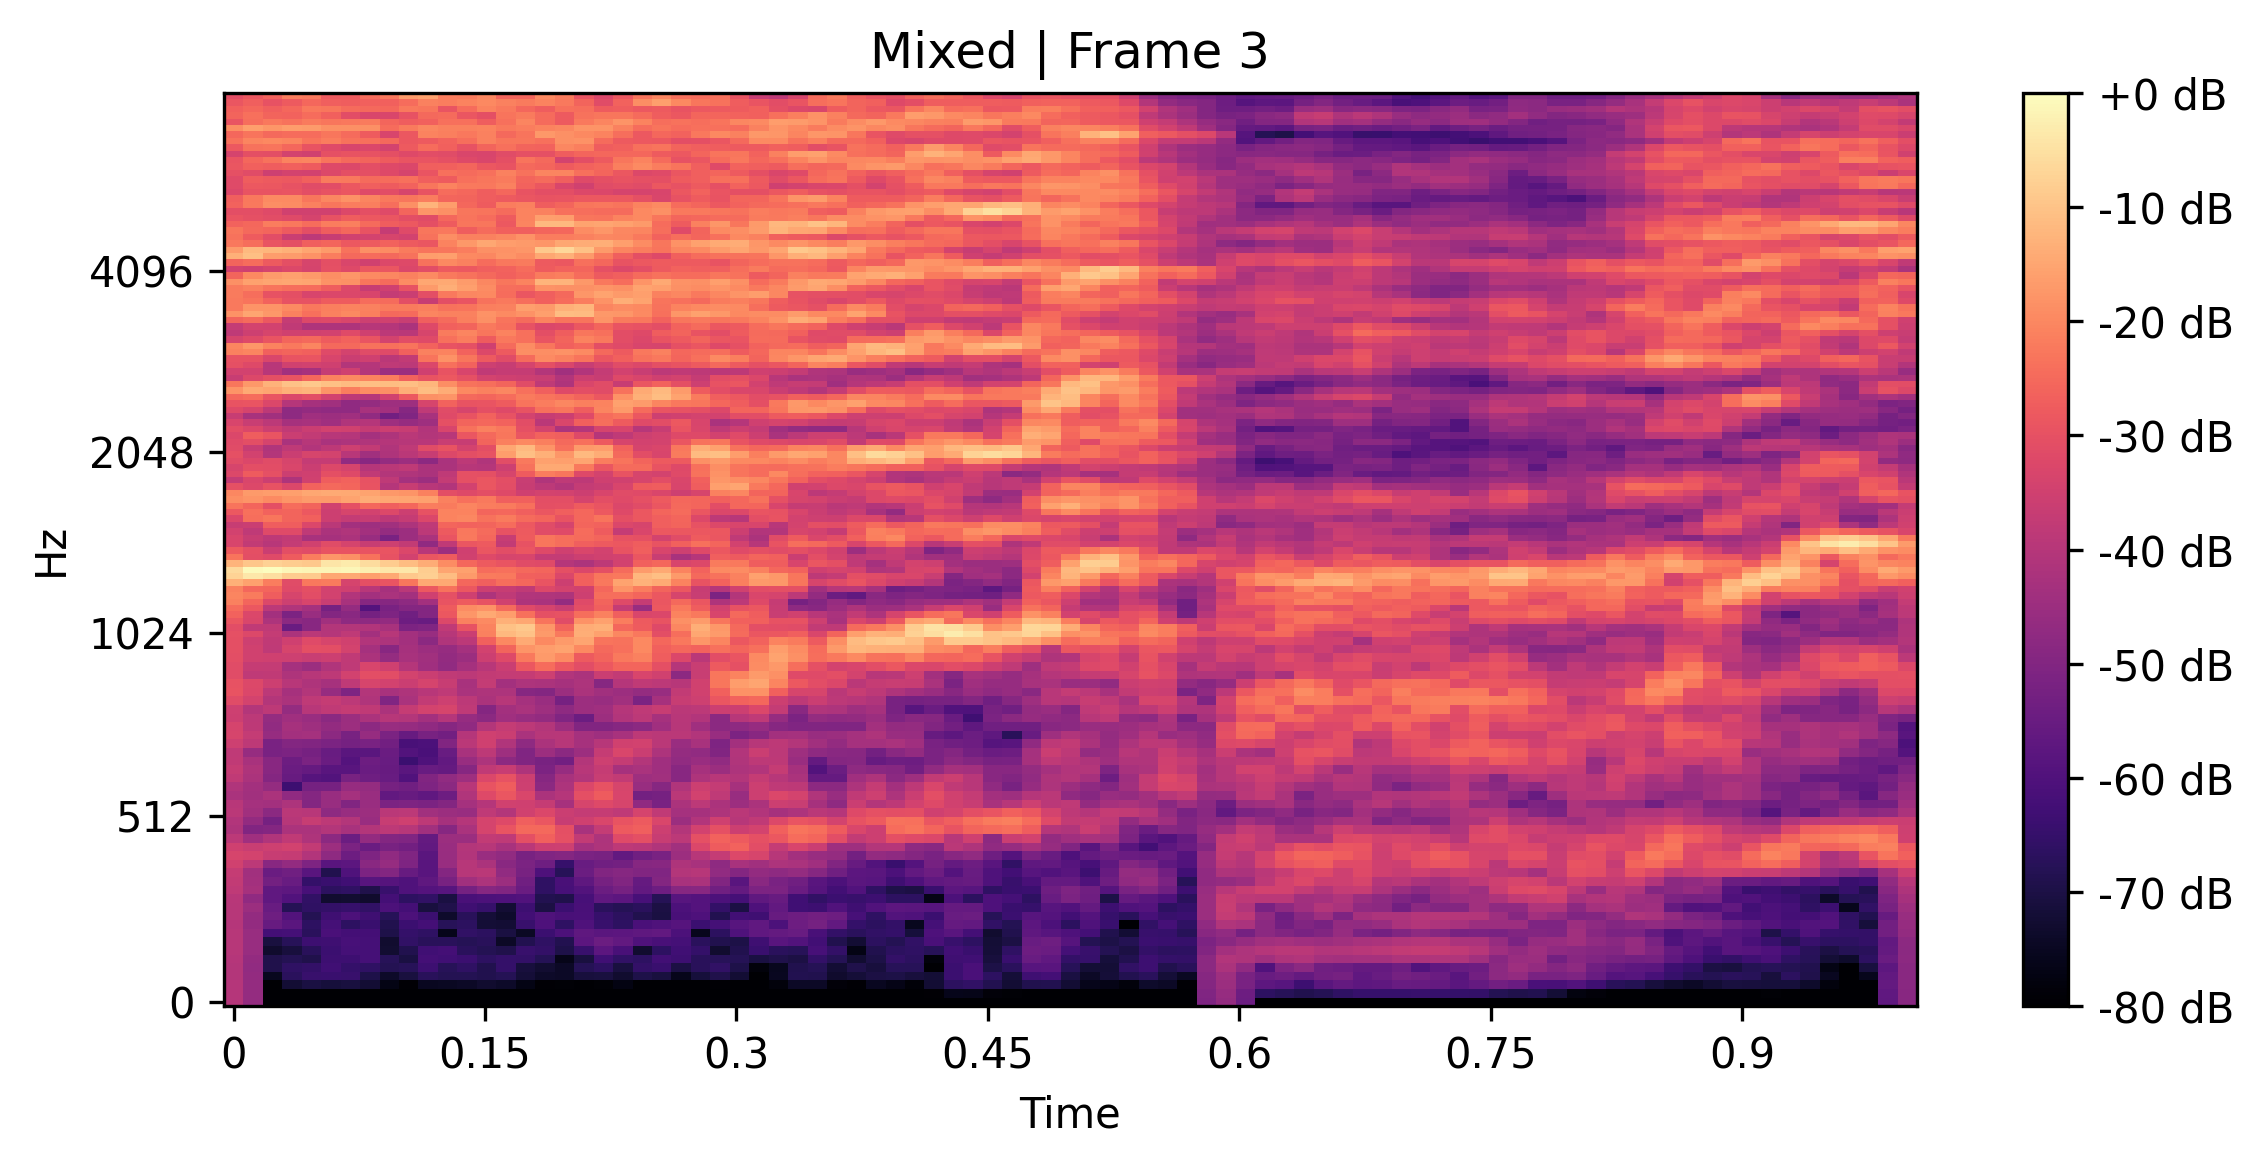 Mixed | Frame 3
Hz
4096
2048
1024
512
0
0 0.15 0.3 0.45 0.6 0.75 0.9
Time
+0 dB
-10 dB
-20 dB
-30 dB
-40 dB
-50 dB
-60 dB
-70 dB
-80 dB